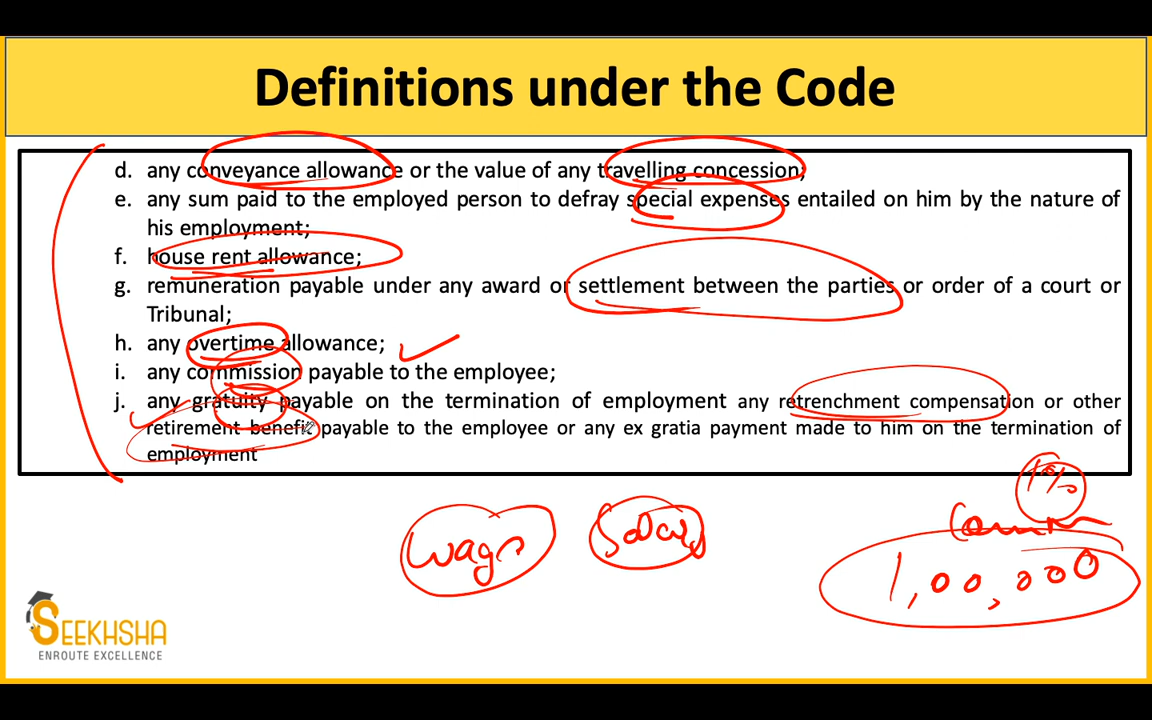 Definitions under the Code
d. any conveyance allowance or the value of any travelling concession;
e. any sum paid to the employed person to defray special expenses entailed on him by the nature of
his employment;
f. house rent allowance;
g. remuneration payable under any award or settlement between the parties or order of a court or
Tribunal;
h. any overtime allowance;
i. any commission payable to the employee;
j. any gratuity payable on the termination of employment any retrenchment compensation or other
retirement benefit payable to the employee or any ex gratia payment made to him on the termination of
employment
1%
Wage Salary
1,00,000
SEEKHSHA
ENROUTE EXCELLENCE